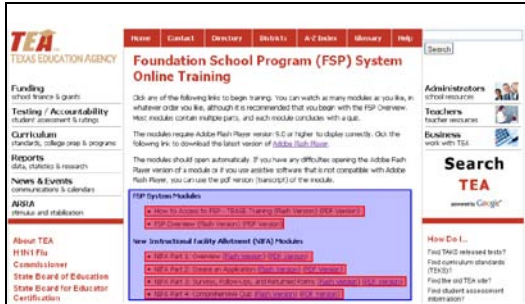 Home Contact Directory Districts A-Z Index Glossary Help
TEA
TEXAS EDUCATION AGENCY
Search
Foundation School Program (FSP) System
Online Training
Funding
school finance & grants
Testing / Accountability
student assessment & ratings
Curriculum
standards, college prep & programs
Reports
data, statistics & research
News & Events
communications & calendars
ARRA
stimulus and stabilization
About TEA
H1N1 Flu
Commissioner
State Board of Education
State Board for Educator
Certification
Click any of the following links to begin training. You can watch as many modules as you like, in
whatever order you like, although it is recommended that you begin with the FSP Overview.
Most modules contain multiple parts, and each module concludes with a quiz.
The modules require Adobe Flash Player version 9.0 or higher to display correctly. Click the
following link to download the latest version of Adobe Flash Player.
The modules should open automatically. If you have any difficulties opening the Adobe Flash
Player version of a module or if you use assistive software that is not compatible with Adobe
Flash Player, you can use the pdf version (transcript) of the module.
FSP System Modules
How to Access to FSP - TEASE Training (Flash Version) (PDF Version)
FSP Overview (Flash Version) (PDF Version)
New Instructional Facility Allotment (NIFA) Modules
NIFA Part 1: Overview (Flash Version) (PDF Version)
NIFA Part 2: Create an Application (Flash Version) (PDF Version)
NIFA Part 3: Surveys, Follow-ups, and Returned Forms (Flash Version) (PDF Version)
NIFA Part 4: Comprehensive Quiz (Flash Version) (PDF Version)
Administrators
school resources
Teachers
teacher resources
Business
work with TEA
Search
TEA
powered by Google
How Do I...
Find TAKS released tests?
Find curriculum standards
(TEKS)?
Find the old TEA site?
Find student assessment
information?